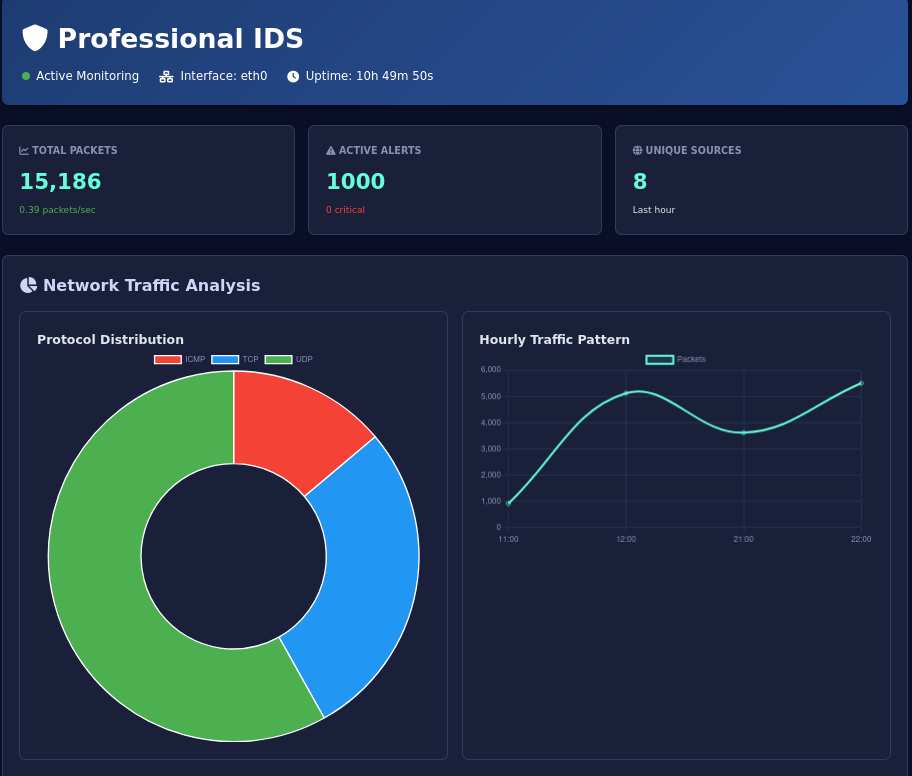 Professional IDS
Active Monitoring Interface: eth0 Uptime: 10h 49m 50s
TOTAL PACKETS
15,186
0.39 packets/sec
ACTIVE ALERTS
1000
0 critical
UNIQUE SOURCES
8
Last hour
Network Traffic Analysis
Protocol Distribution
ICMP TCP UDP
Hourly Traffic Pattern
Packets
6,000
5,000
4,000
3,000
2,000
1,000
0
11:00 12:00 21:00 22:00